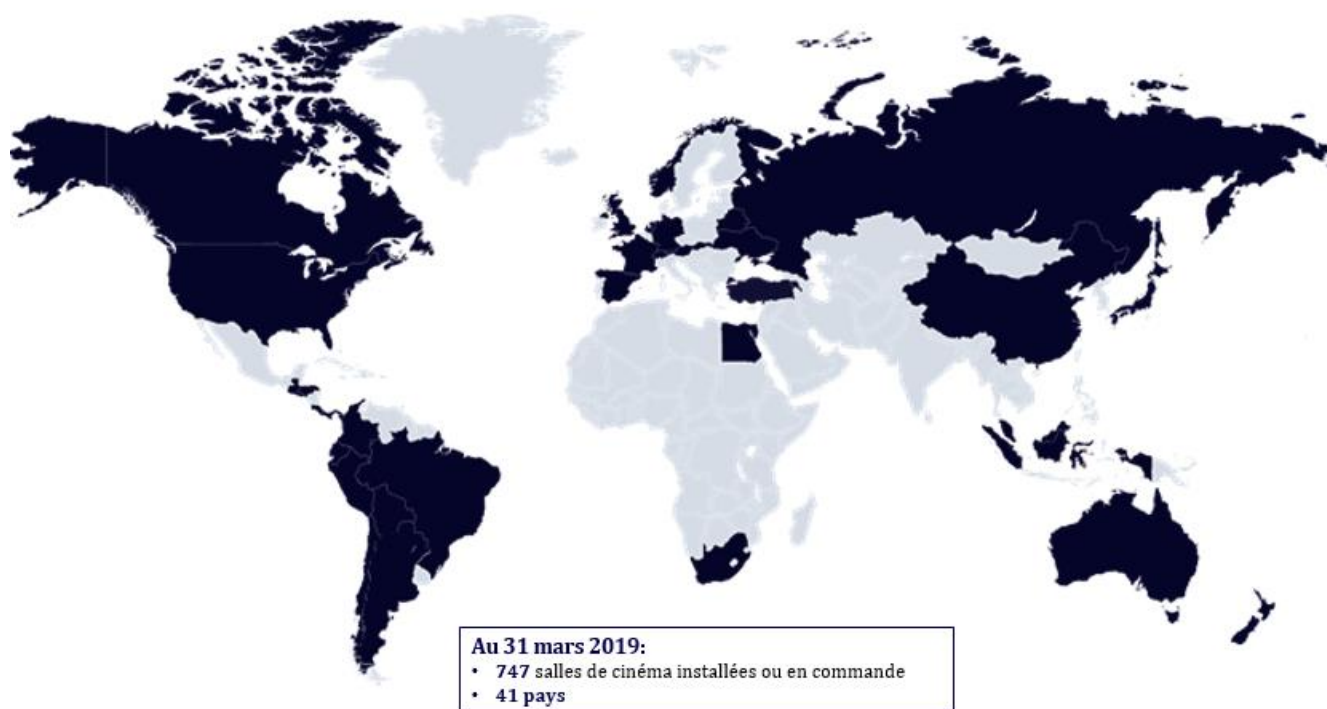 Au 31 mars 2019:
• 747 salles de cinéma installées ou en commande
• 41 pays